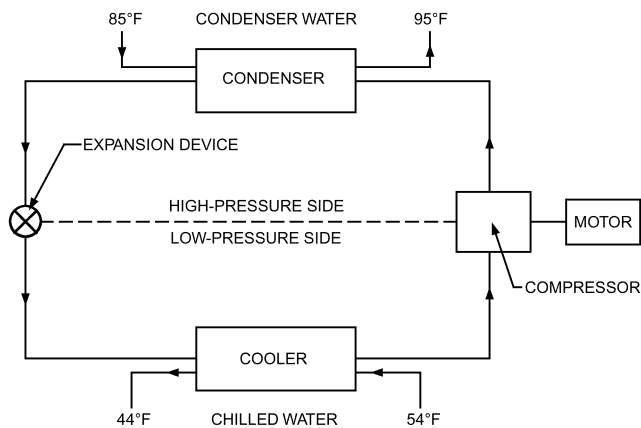 85°F
CONDENSER WATER
95°F
CONDENSER
EXPANSION DEVICE
HIGH-PRESSURE SIDE
LOW-PRESSURE SIDE
MOTOR
COMPRESSOR
COOLER
44°F
CHILLED WATER
54°F